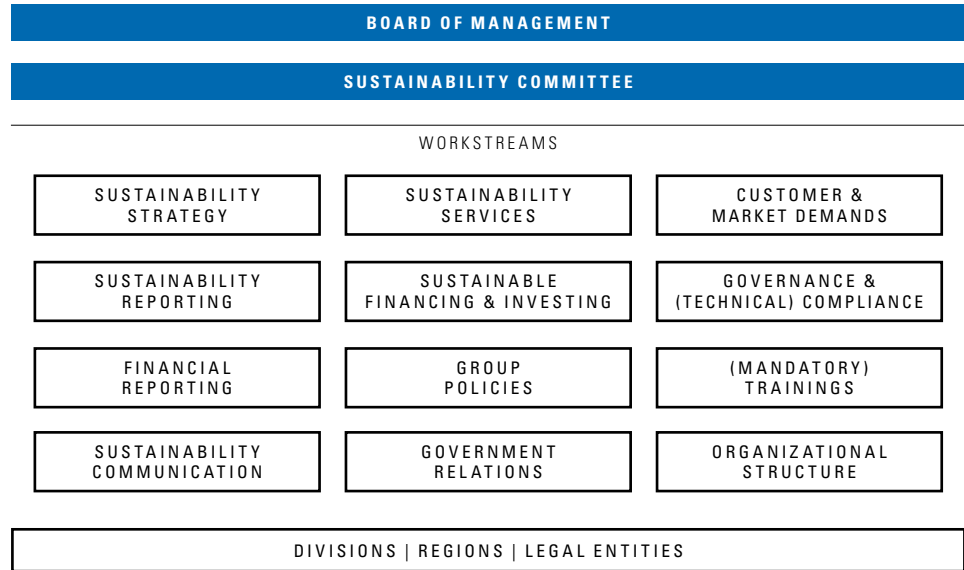 BOARD OF MANAGEMENT
SUSTAINABILITY COMMITTEE
WORKSTREAMS
SUSTAINABILITY
STRATEGY
SUSTAINABILITY
SERVICES
CUSTOMER &
MARKET DEMANDS
SUSTAINABILITY
REPORTING
SUSTAINABLE
FINANCING & INVESTING
GOVERNANCE &
(TECHNICAL) COMPLIANCE
FINANCIAL
REPORTING
GROUP
POLICIES
(MANDATORY)
TRAININGS
SUSTAINABILITY
COMMUNICATION
GOVERNMENT
RELATIONS
ORGANIZATIONAL
STRUCTURE
DIVISIONS | REGIONS | LEGAL ENTITIES